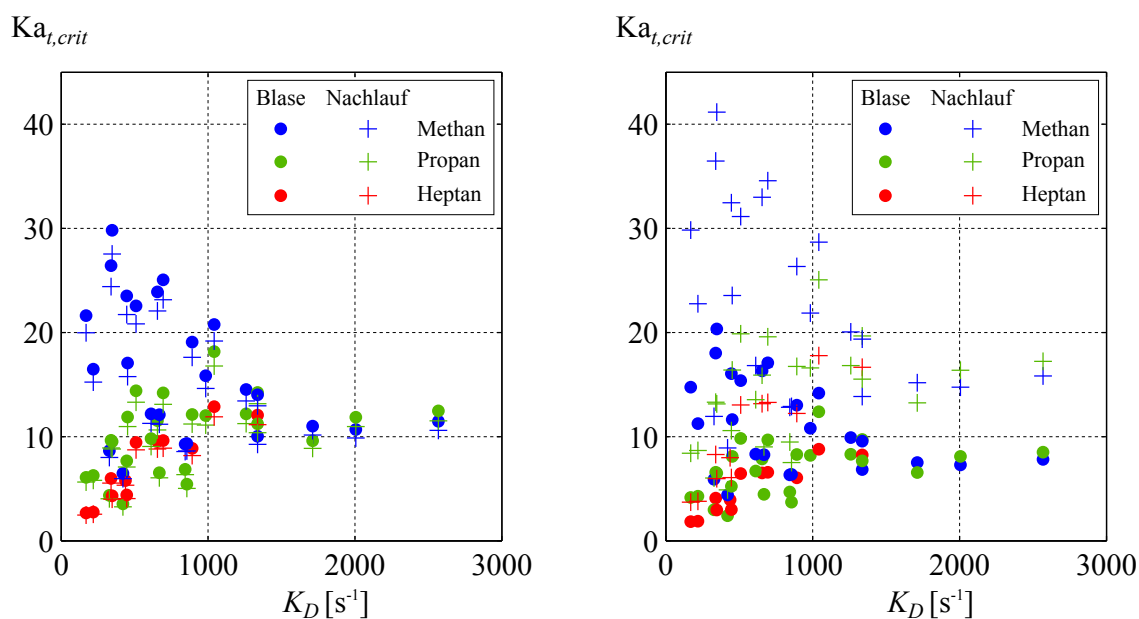 Ka_t,crit
40
30
20
10
0
0 1000 2000 3000
K_D [s⁻¹]
Blase Nachlauf
Methan
Propan
Heptan
Ka_t,crit
40
30
20
10
0
0 1000 2000 3000
K_D [s⁻¹]
Blase Nachlauf
Methan
Propan
Heptan